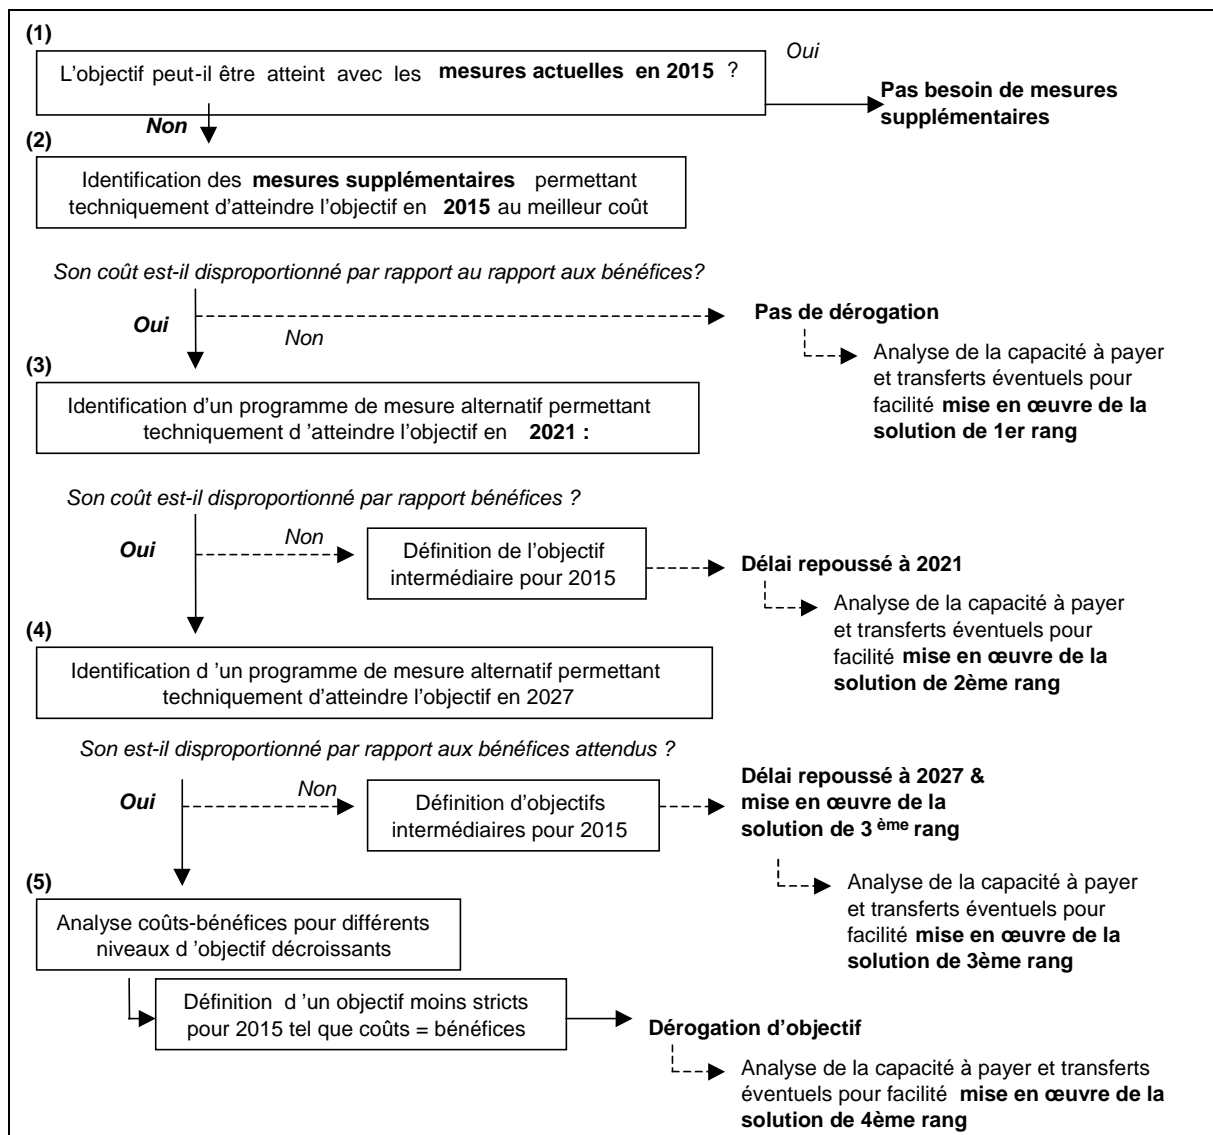 (1)
L'objectif peut-il être atteint avec les mesures actuelles en 2015 ?
Oui
Pas besoin de mesures
supplémentaires
Non
(2)
Identification des mesures supplémentaires permettant
techniquement d'atteindre l'objectif en 2015 au meilleur coût
Son coût est-il disproportionné par rapport au rapport aux bénéfices?
Oui
Non
Pas de dérogation
Analyse de la capacité à payer
et transferts éventuels pour
facilité mise en œuvre de la
solution de 1er rang
(3)
Identification d'un programme de mesure alternatif permettant
techniquement d 'atteindre l'objectif en 2021 :
Son coût est-il disproportionné par rapport bénéfices ?
Oui
Non
Définition de l'objectif
intermédiaire pour 2015
Délai repoussé à 2021
Analyse de la capacité à payer
et transferts éventuels pour
facilité mise en œuvre de la
solution de 2ème rang
(4)
Identification d 'un programme de mesure alternatif permettant
techniquement d'atteindre l'objectif en 2027
Son est-il disproportionné par rapport aux bénéfices attendus ?
Oui
Non
Définition d'objectifs
intermédiaires pour 2015
Délai repoussé à 2027 &
mise en œuvre de la
solution de 3 ème rang
Analyse de la capacité à payer
et transferts éventuels pour
facilité mise en œuvre de la
solution de 3ème rang
(5)
Analyse coûts-bénéfices pour différents
niveaux d 'objectif décroissants
Définition d 'un objectif moins stricts
pour 2015 tel que coûts = bénéfices
Dérogation d'objectif
Analyse de la capacité à payer et transferts
éventuels pour facilité mise en œuvre de la
solution de 4ème rang